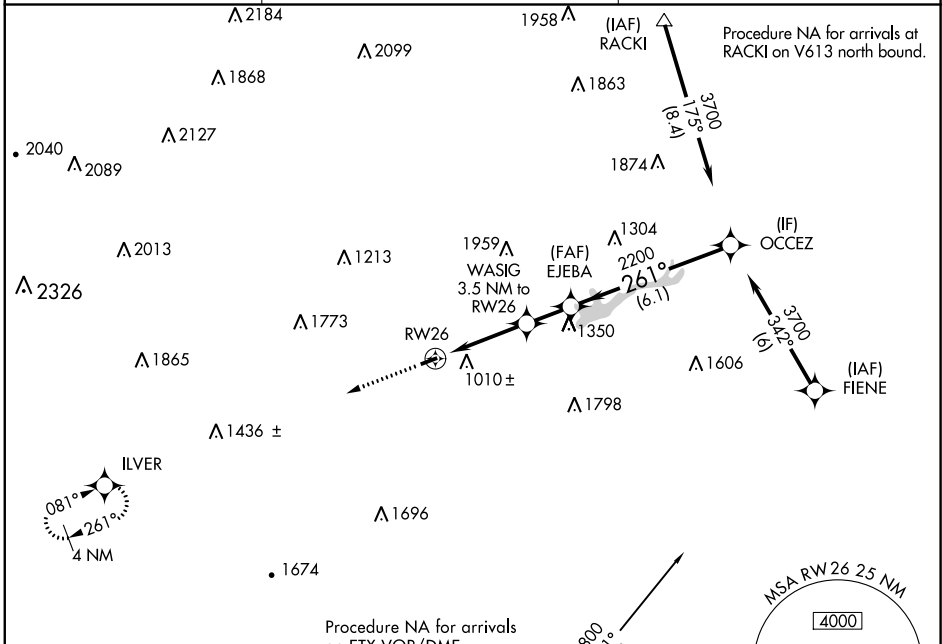 2184
1958
(IAF)
RACKI
Procedure NA for arrivals at
RACKI on V613 north bound.
2099
1868
1863
3700
175°
(8.4)
2127
2040
2089
1874
2013
1213
1959
(FAF)
EJEBA
1304
2200
261°
(6.1)
(IF)
OCCEZ
WASIG
3.5 NM to
RW26
2326
1773
RW26
1350
3700
342°
(6)
1865
1010 ±
1606
(IAF)
FIENE
1798
1436 ±
ILVER
081°
261°
4 NM
1696
1674
MSA RW 26 25 NM
4000
Procedure NA for arrivals